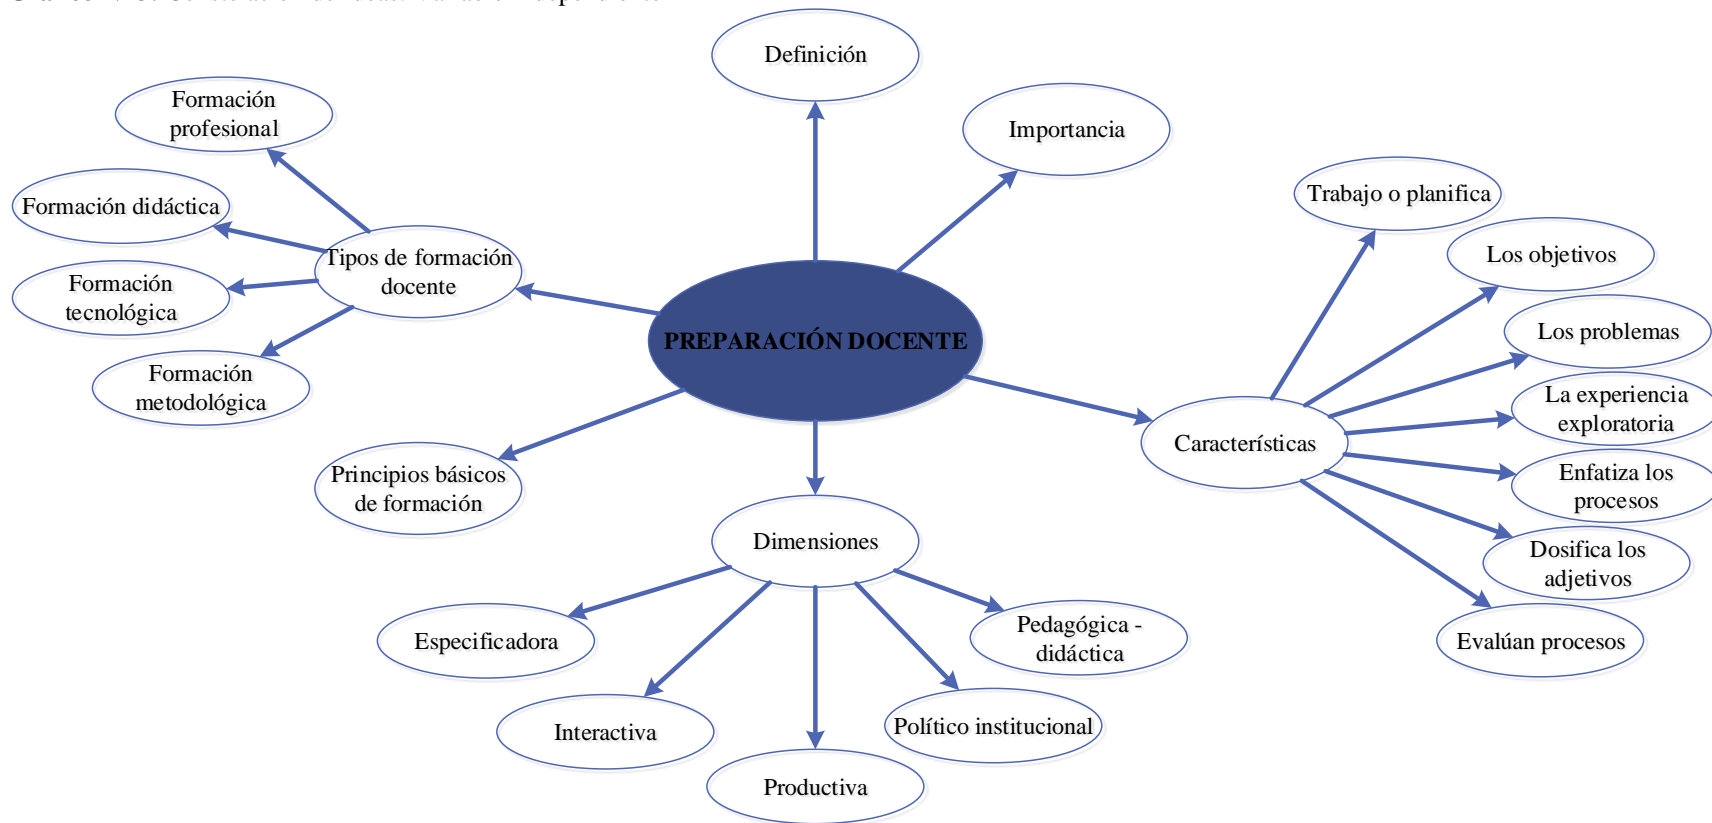 Definición
Importancia
Formación
profesional
Formación didáctica
Formación
tecnológica
Formación
metodológica
Tipos de formación
docente
PREPARACIÓN DOCENTE
Principios básicos
de formación
Dimensiones
Especificadora
Interactiva
Productiva
Político institucional
Pedagógica -
didáctica
Características
Trabajo o planifica
Los objetivos
Los problemas
La experiencia
exploratoria
Enfatiza los
procesos
Dosifica los
adjetivos
Evalúan procesos